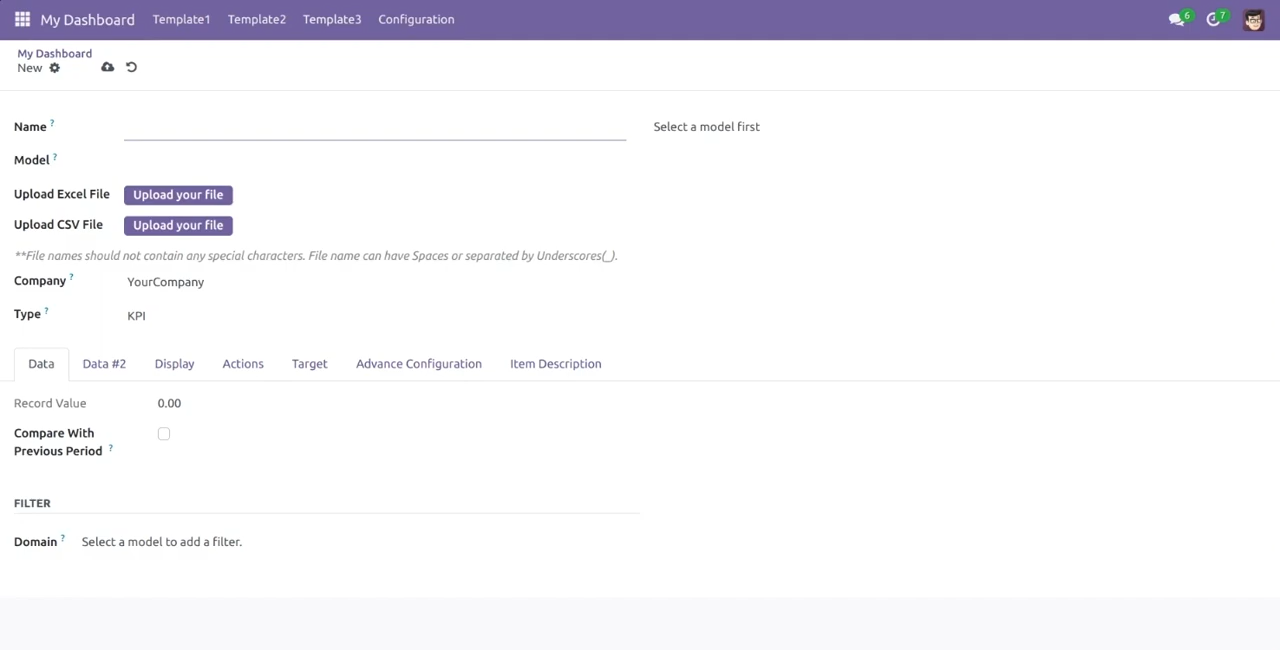 My Dashboard Template1 Template2 Template3 Configuration 6 7
My Dashboard
New
Name ?
Select a model first
Model ?
Upload Excel File Upload your file
Upload CSV File Upload your file
**File names should not contain any special characters. File name can have Spaces or separated by Underscores(_).
Company ? YourCompany
Type ? KPI
Data Data #2 Display Actions Target Advance Configuration Item Description
Record Value 0.00
Compare With
Previous Period ?
FILTER
Domain ? Select a model to add a filter.